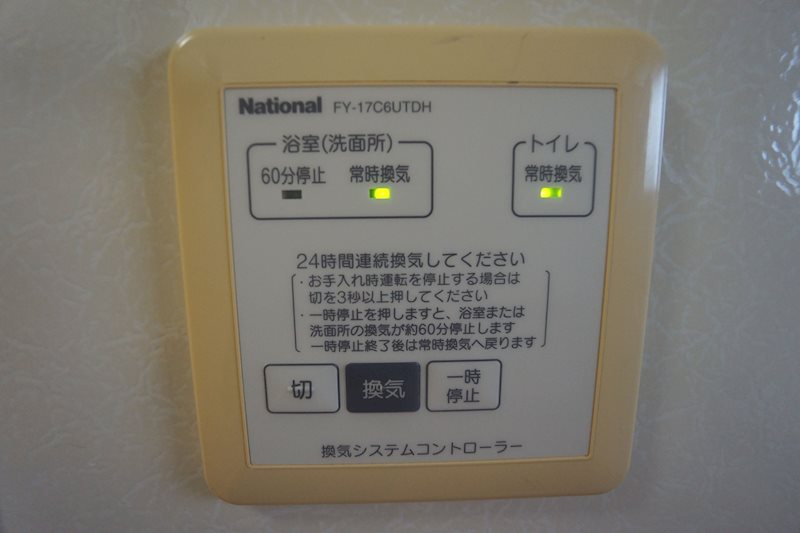 National FY-17C6UTDH
浴室(洗面所)
トイレ
60分停止 常時換気
常時換気
24時間連続換気してください
・お手入れ時運転を停止する場合は
切を3秒以上押してください
・一時停止を押しますと、浴室または
洗面所の換気が約60分停止します
一時停止終了後は常時換気へ戻ります
切
換気
一時
停止
換気システムコントローラー